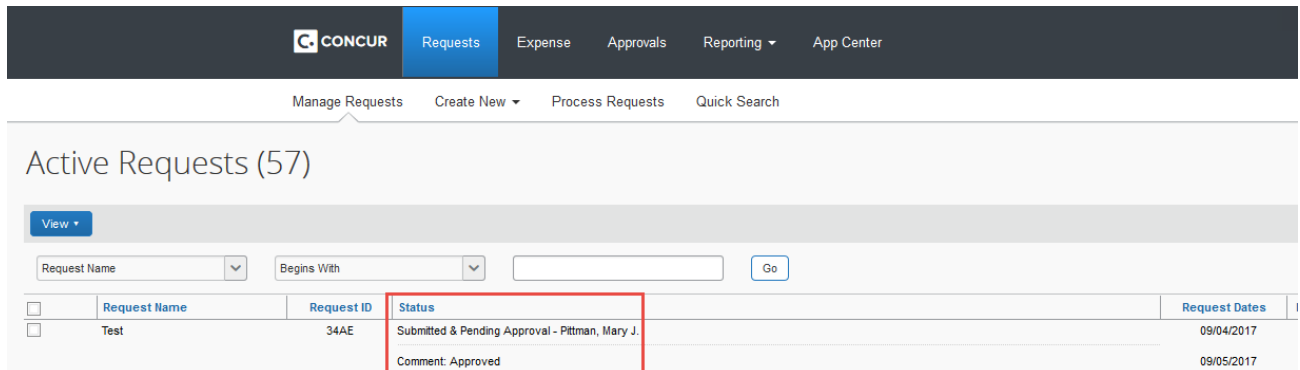 C. CONCUR Requests Expense Approvals Reporting App Center
Manage Requests Create New Process Requests Quick Search
Active Requests (57)
View
Request Name Begins With Go
Request Name Request ID Status Request Dates
Test 34AE Submitted & Pending Approval - Pittman, Mary J. 09/04/2017
Comment: Approved 09/05/2017